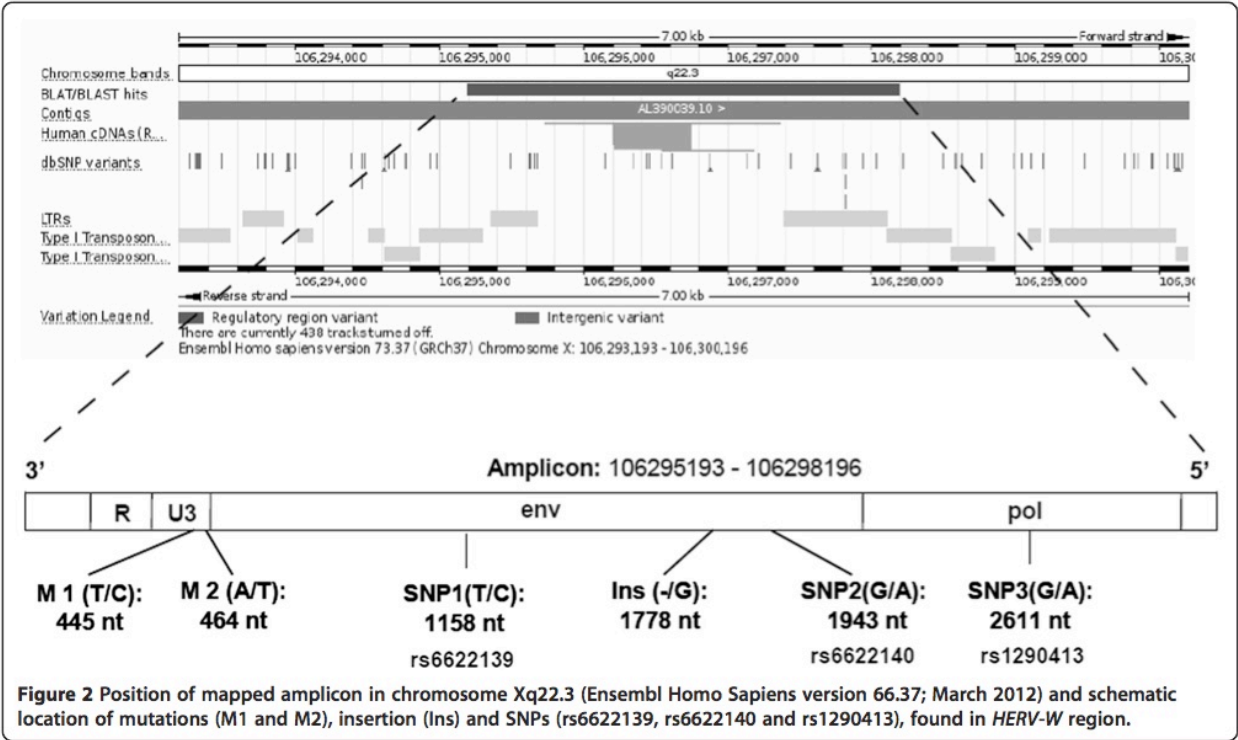 7.00 kb Forward strand
106,294,000 106,295,000 106,296,000 106,297,000 106,298,000 106,299,000 106,30
Chromosome bands q22.3
BLAT/BLAST hits
Contigs AL390039.10 >
Human cDNAs (R...
dbSNP variants
LTRs
Type I Transposon...
Type I Transposon...
106,294,000 106,295,000 106,296,000 106,297,000 106,298,000 106,299,000 106,30
Reverse strand 7.00 kb
Variation Legend Regulatory region variant Intergenic variant
There are currently 438 tracks turned off.
Ensembl Homo sapiens version 73.37 (GRCh37) Chromosome X: 106,293,193 - 106,300,196
3’ Amplicon: 106295193 - 106298196 5’
R U3 env pol
M 1 (T/C): M 2 (A/T): SNP1(T/C): Ins (-/G): SNP2(G/A): SNP3(G/A):
445 nt 464 nt 1158 nt 1778 nt 1943 nt 2611 nt
rs6622139 rs6622140 rs1290413
Figure 2 Position of mapped amplicon in chromosome Xq22.3 (Ensembl Homo Sapiens version 66.37; March 2012) and schematic
location of mutations (M1 and M2), insertion (Ins) and SNPs (rs6622139, rs6622140 and rs1290413), found in HERV-W region.